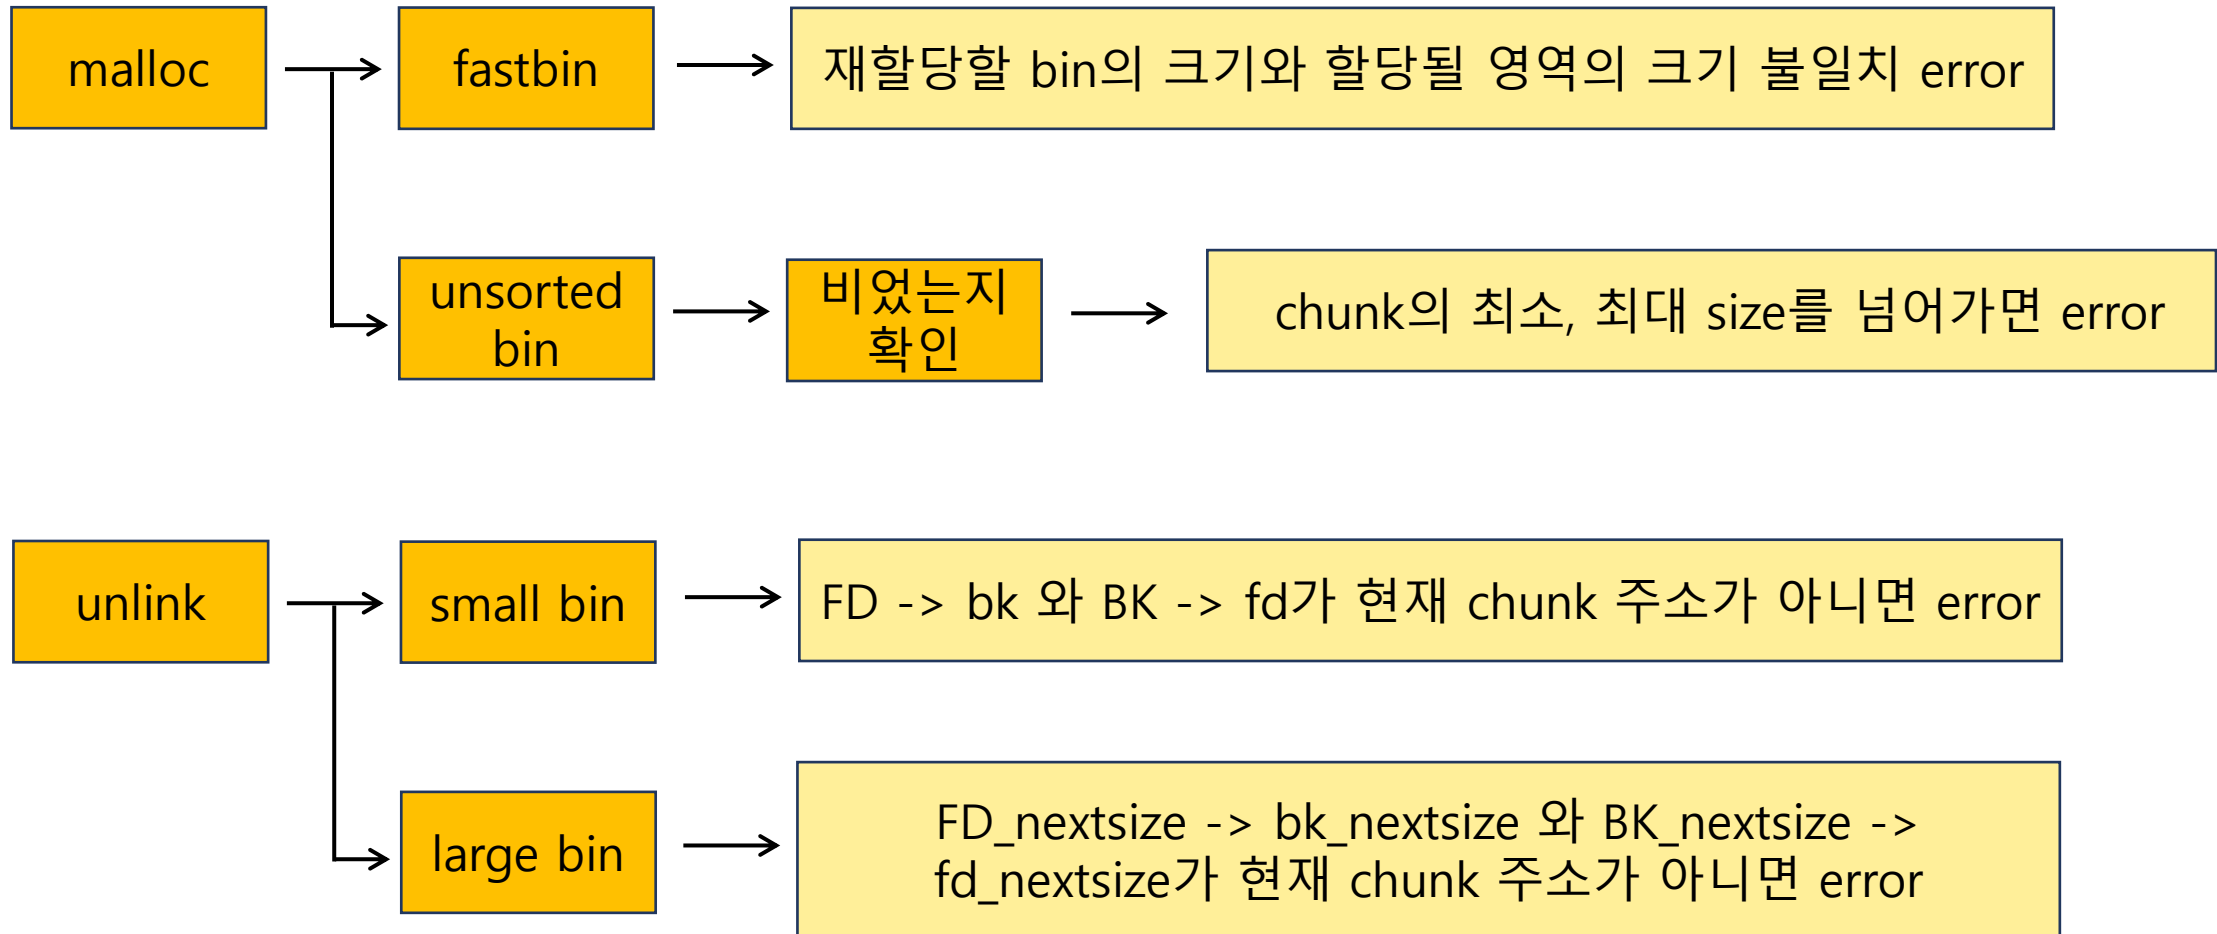 malloc
fastbin
재할당할 bin의 크기와 할당될 영역의 크기 불일치 error
unsorted
bin
비었는지
확인
chunk의 최소, 최대 size를 넘어가면 error
unlink
small bin
FD -> bk 와 BK -> fd가 현재 chunk 주소가 아니면 error
large bin
FD_nextsize -> bk_nextsize 와 BK_nextsize ->
fd_nextsize가 현재 chunk 주소가 아니면 error